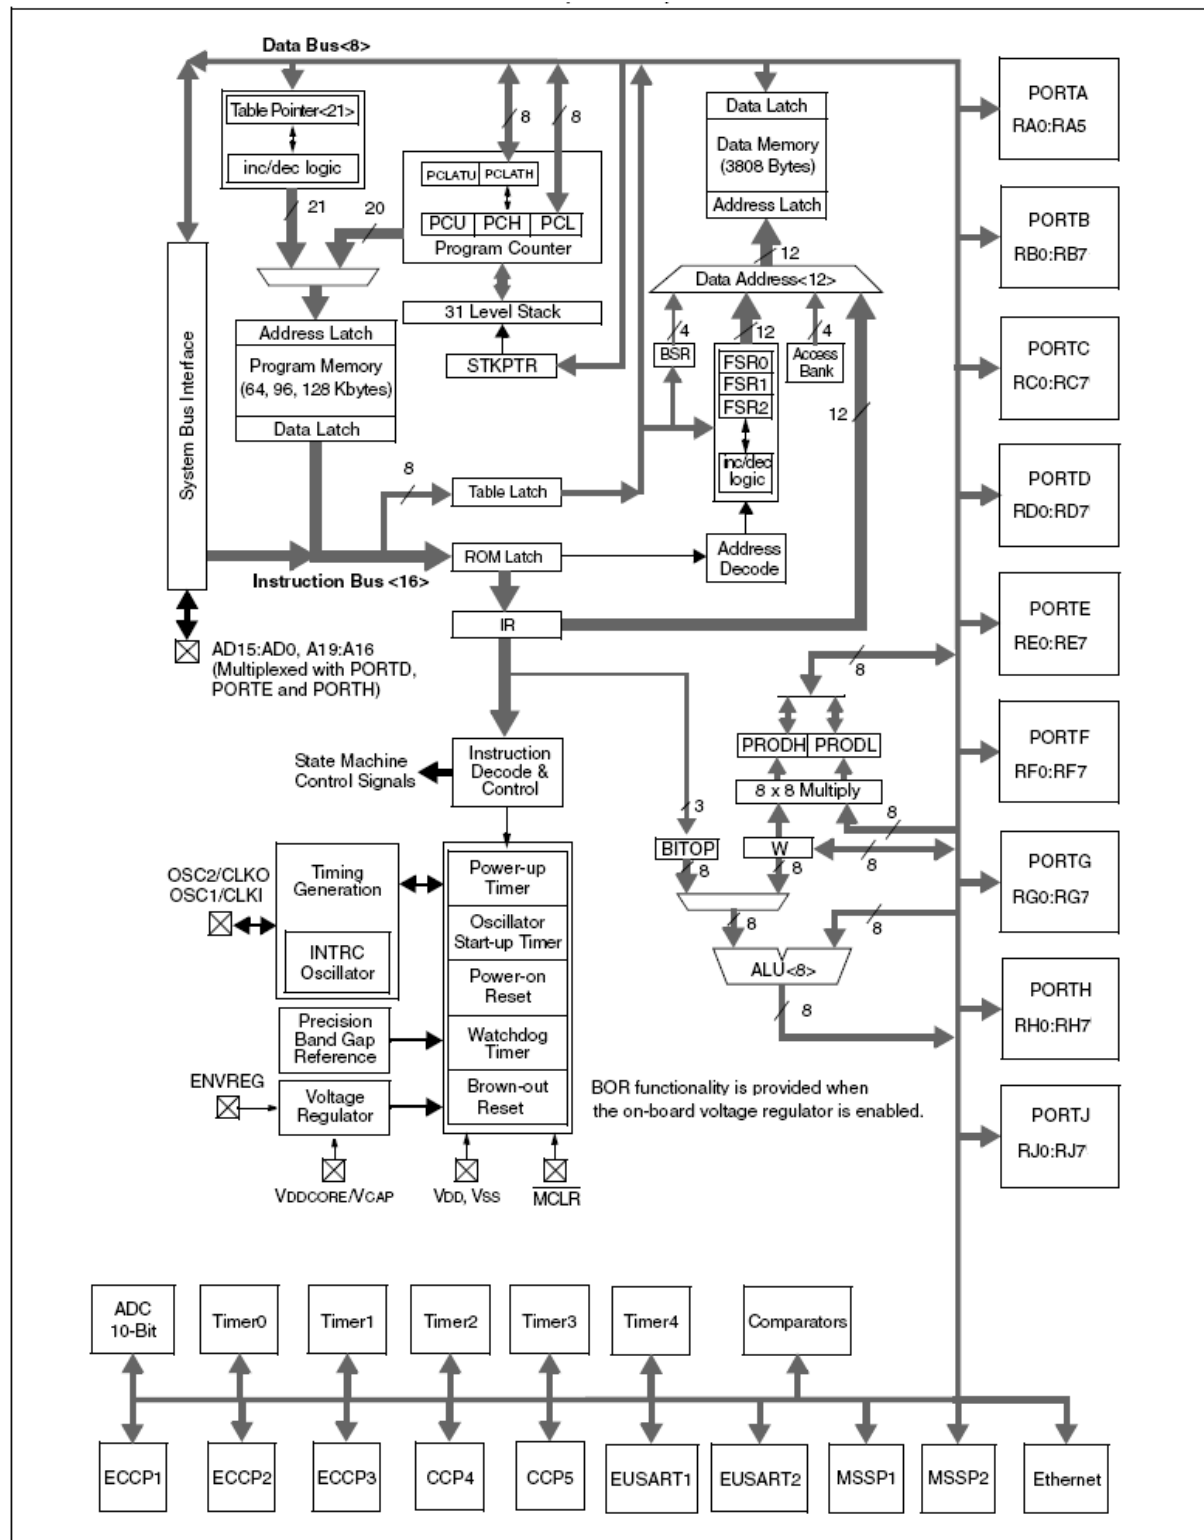 Data Bus<8>
Table Pointer<21>
inc/dec logic
21
20
8
8
PCLATU PCLATH
PCU PCH PCL
Program Counter
31 Level Stack
STKPTR
Data Latch
Data Memory
(3808 Bytes)
Address Latch
12
Data Address<12>
4
12
4
BSR
FSR0
FSR1
FSR2
inc/dec
logic
Access
Bank
12
Address
Decode
System Bus Interface
Address Latch
Program Memory
(64, 96, 128 Kbytes)
Data Latch
8
Table Latch
ROM Latch
Instruction Bus <16>
IR
AD15:AD0, A19:A16
(Multiplexed with PORTD,
PORTE and PORTH)
State Machine
Control Signals
Instruction
Decode &
Control
8
PRODH PRODL
8 x 8 Multiply
8
3
BITOP
W
8
8
8
8
8
ALU<8>
8
OSC2/CLKO
OSC1/CLKI
Timing
Generation
INTRC
Oscillator
Power-up
Timer
Oscillator
Start-up Timer
Power-on
Reset
Watchdog
Timer
Brown-out
Reset
Precision
Band Gap
Reference
ENVREG
Voltage
Regulator
BOR functionality is provided when
the on-board voltage regulator is enabled.
VDDCORE/VCAP
VDD, VSS
MCLR
PORTA
RA0:RA5
PORTB
RB0:RB7
PORTC
RC0:RC7
PORTD
RD0:RD7
PORTE
RE0:RE7
PORTF
RF0:RF7
PORTG
RG0:RG7
PORTH
RH0:RH7
PORTJ
RJ0:RJ7
ADC
10-Bit
Timer0
Timer1
Timer2
Timer3
Timer4
Comparators
ECCP1
ECCP2
ECCP3
CCP4
CCP5
EUSART1
EUSART2
MSSP1
MSSP2
Ethernet